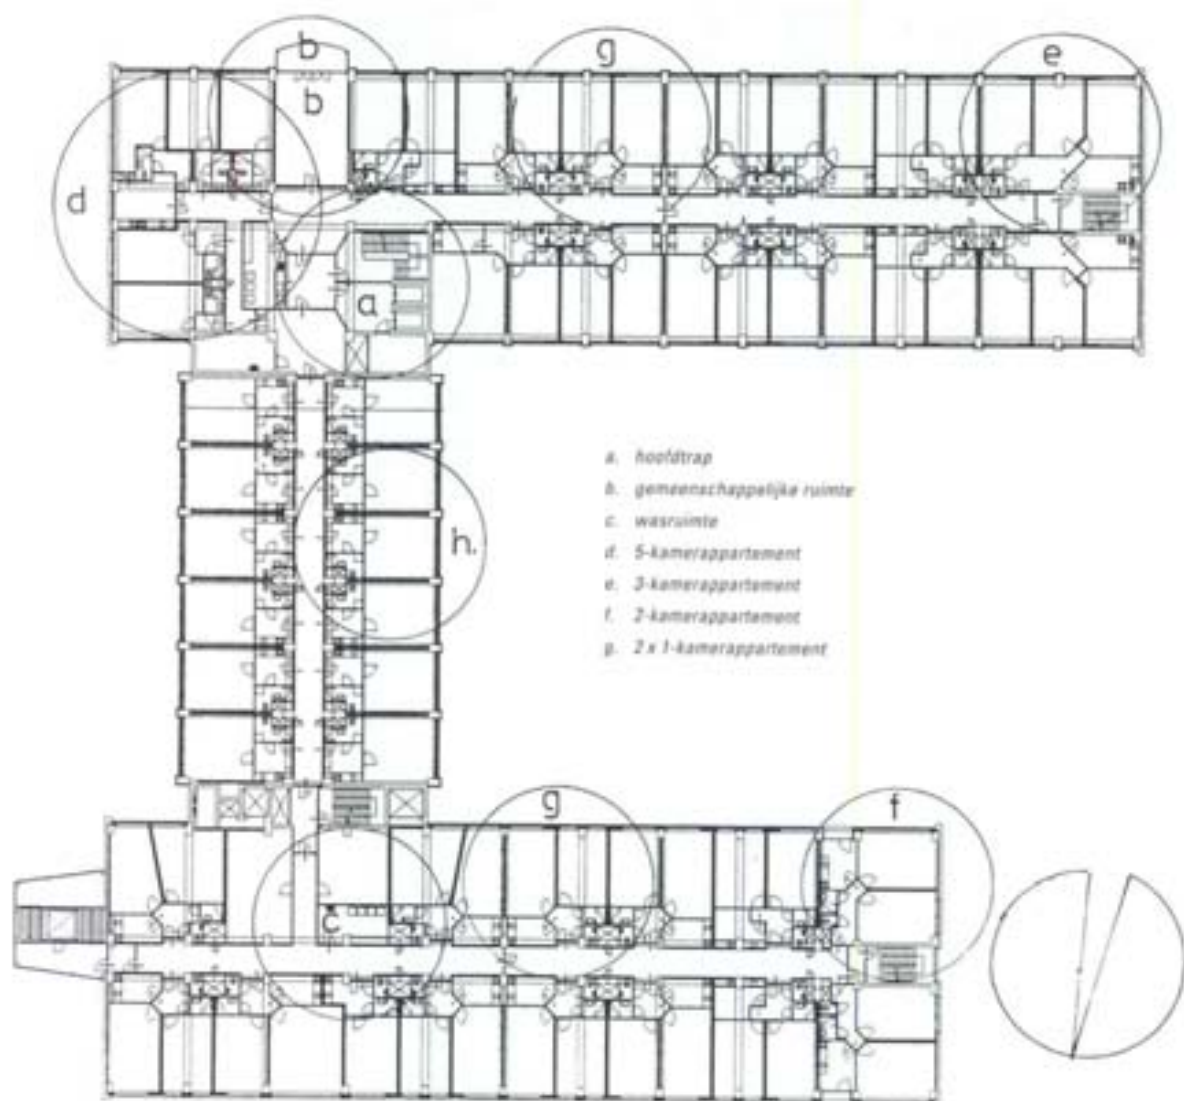 b
b
g
e
d
a
h.
a. hoofdtrap
b. gemeenschappelijke ruimte
c. wasruimte
d. 5-kamerappartement
e. 3-kamerappartement
f. 2-kamerappartement
g. 2 x 1-kamerappartement
g
f
c